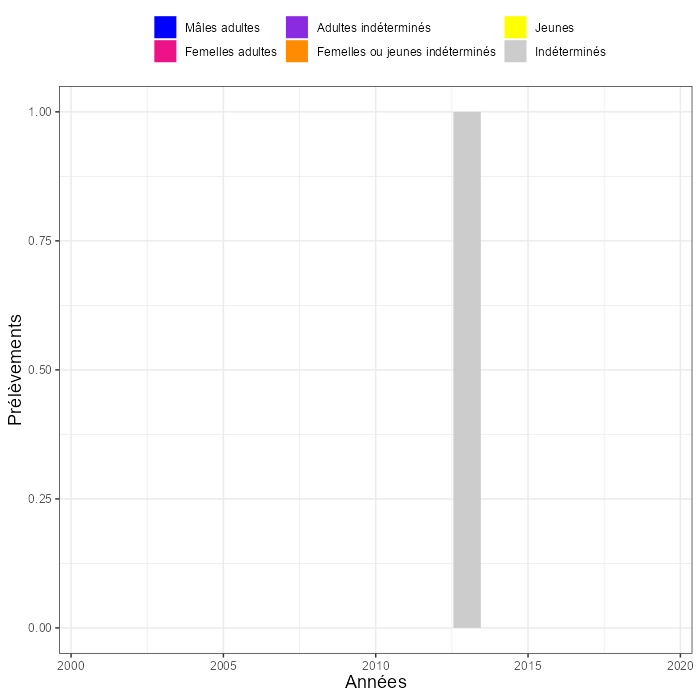 Mâles adultes Adultes indéterminés Jeunes
Femelles adultes Femelles ou jeunes indéterminés Indéterminés
1.00
0.75
0.50
0.25
0.00
Prélèvements
2000 2005 2010 2015 2020
Années